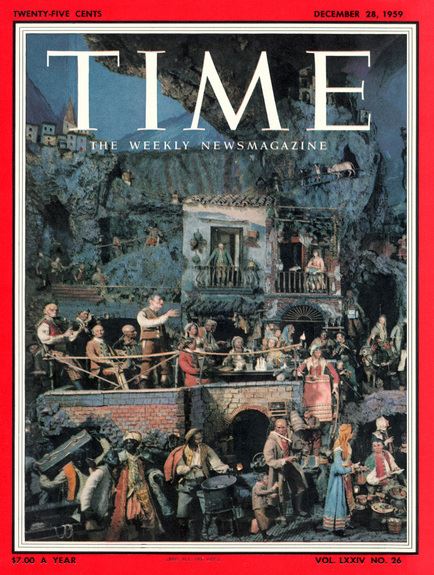 TWENTY-FIVE CENTS
DECEMBER 28, 1959
TIME
THE WEEKLY NEWSMAGAZINE
$7.00 A YEAR
VOL. LXXIV NO. 26